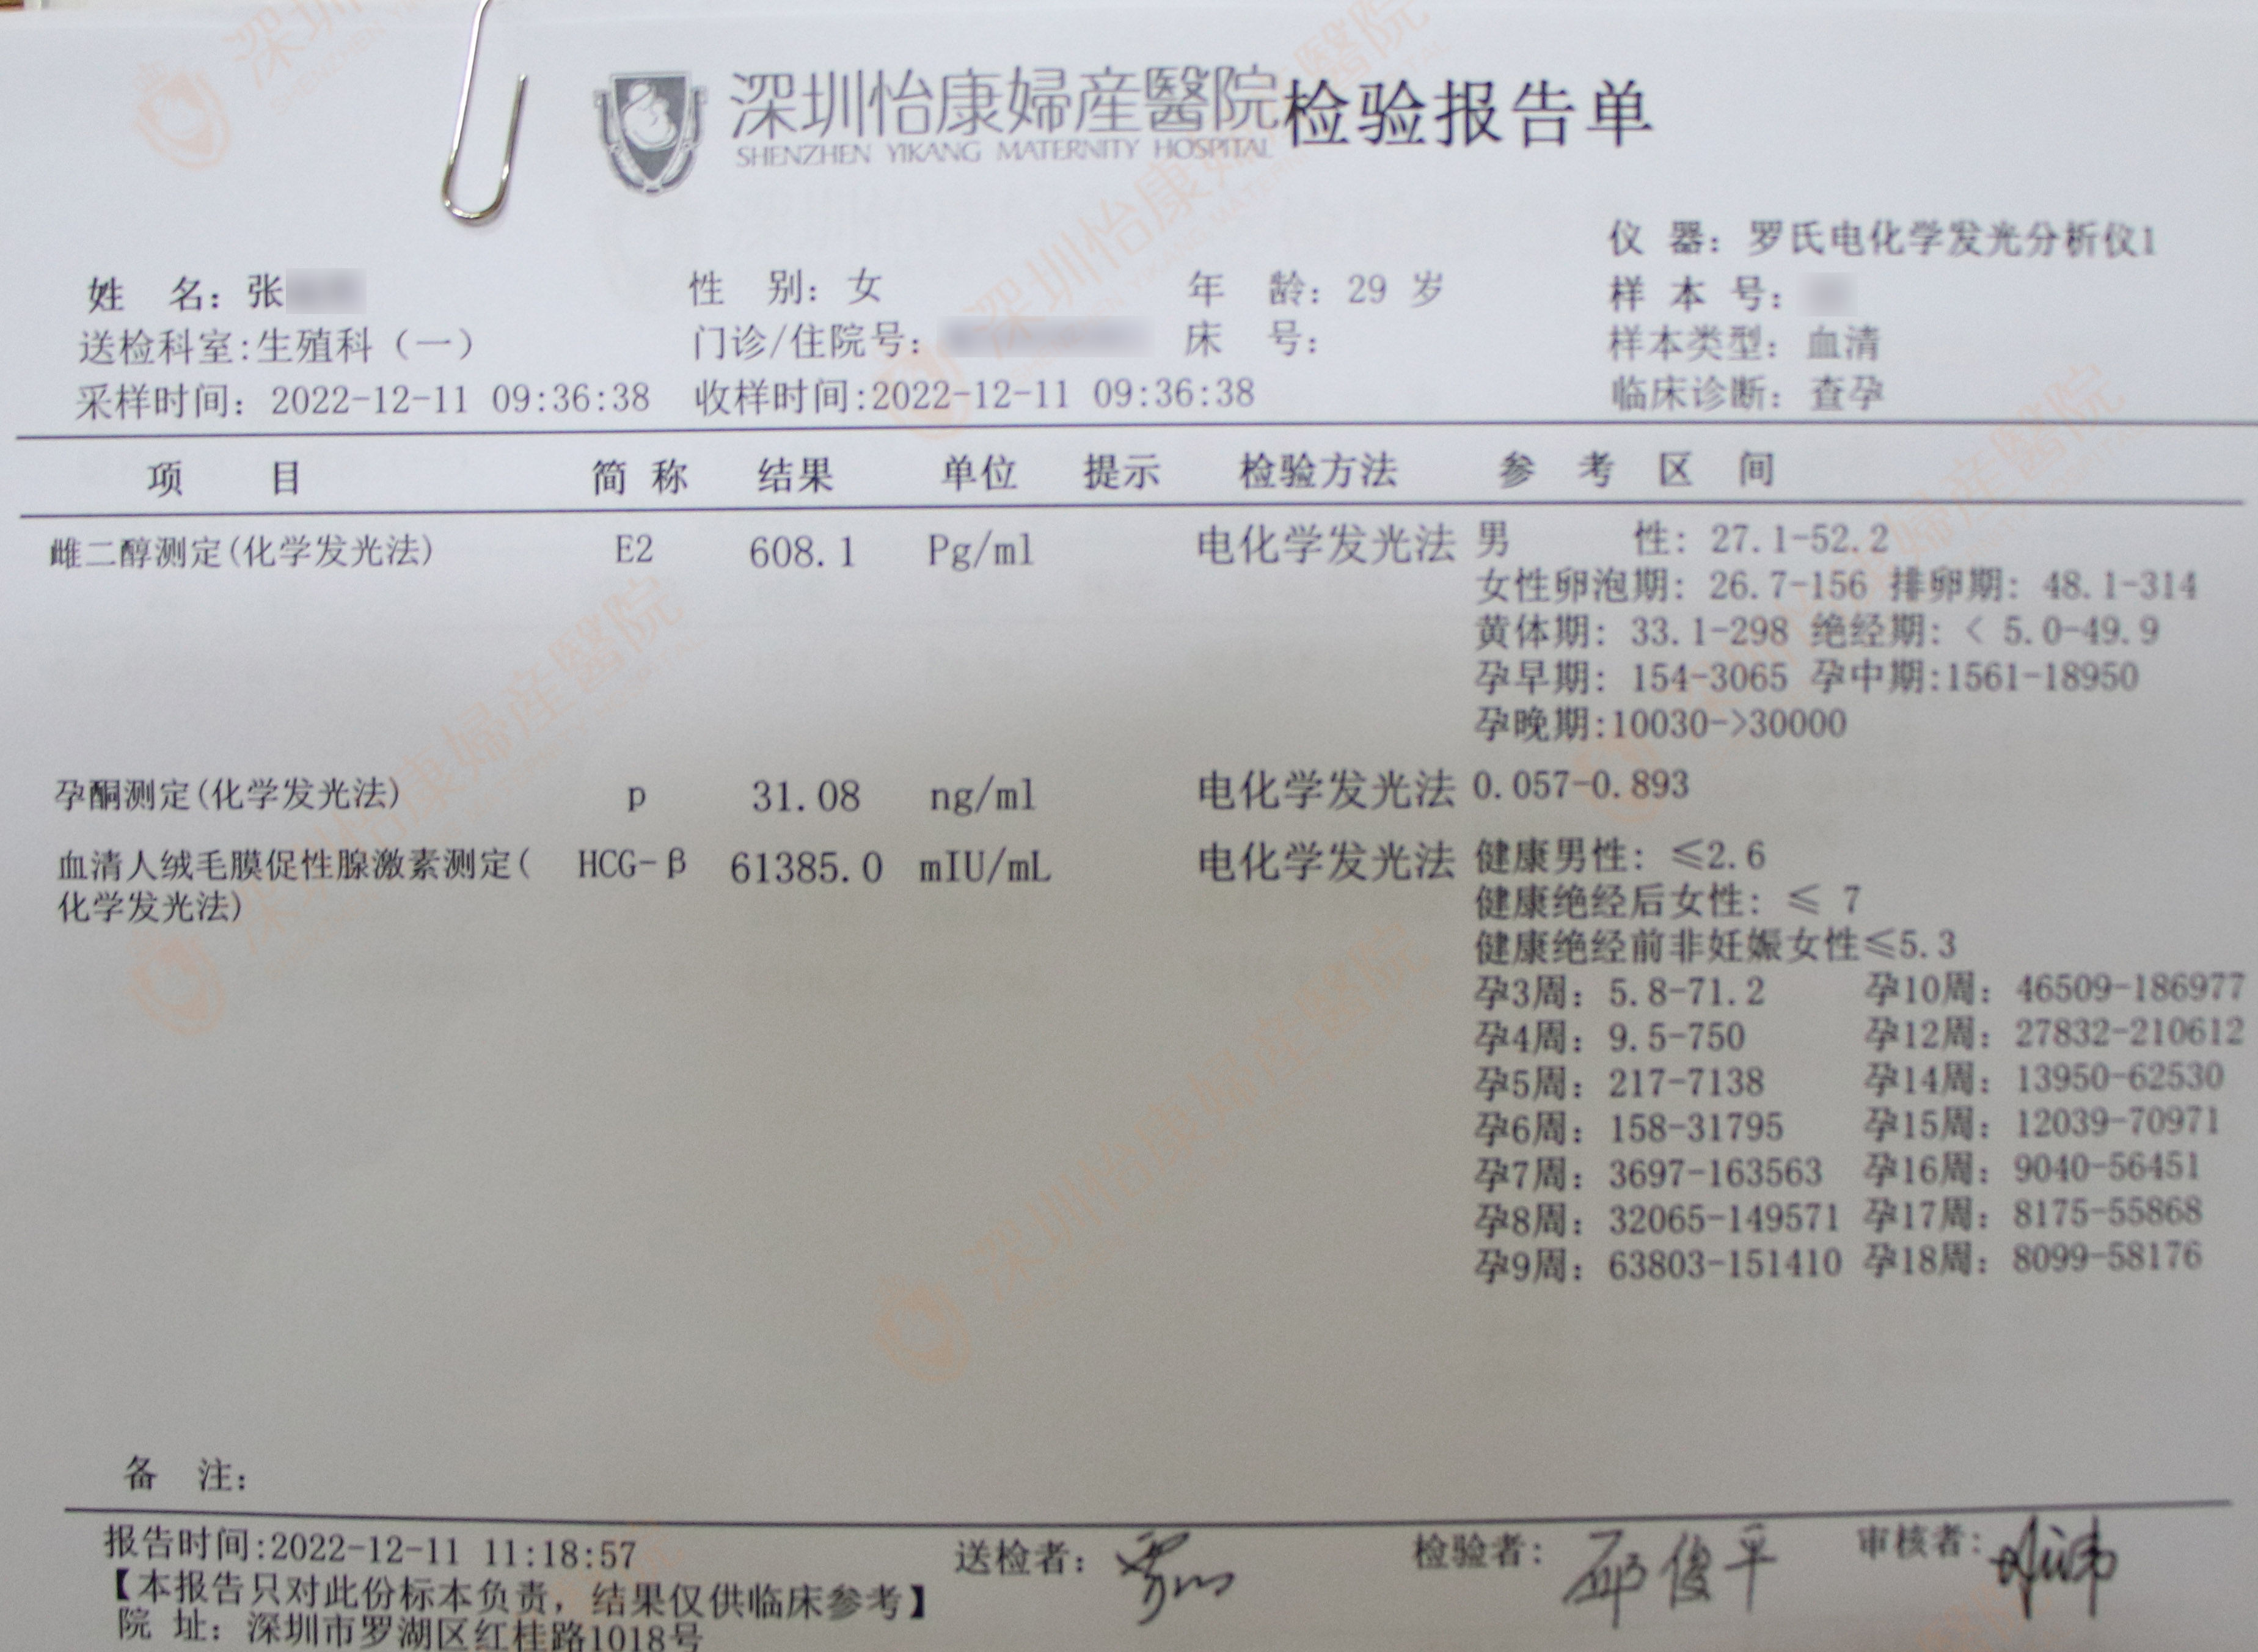 深圳怡康婦産醫院检验报告单
SHENZHEN YIKANG MATERNITY HOSPITAL
仪 器：罗氏电化学发光分析仪1
姓 名：张 性 别：女 年 龄：29 岁 样 本 号：
送检科室:生殖科（一） 门诊/住院号： 床 号： 样本类型：血清
采样时间：2022-12-11 09:36:38 收样时间:2022-12-11 09:36:38 临床诊断：查孕
项 目 简 称 结果 单位 提示 检验方法 参 考 区 间
雌二醇测定(化学发光法) E2 608.1 Pg/ml 电化学发光法 男 性: 27.1-52.2
女性卵泡期: 26.7-156 排卵期: 48.1-314
黄体期: 33.1-298 绝经期: < 5.0-49.9
孕早期: 154-3065 孕中期:1561-18950
孕晚期:10030->30000
孕酮测定(化学发光法) p 31.08 ng/ml 电化学发光法 0.057-0.893
血清人绒毛膜促性腺激素测定( HCG-β 61385.0 mIU/mL 电化学发光法 健康男性: ≤2.6
化学发光法) 健康绝经后女性: ≤ 7
健康绝经前非妊娠女性≤5.3
孕3周: 5.8-71.2 孕10周: 46509-186977
孕4周: 9.5-750 孕12周: 27832-210612
孕5周: 217-7138 孕14周: 13950-62530
孕6周: 158-31795 孕15周: 12039-70971
孕7周: 3697-163563 孕16周: 9040-56451
孕8周: 32065-149571 孕17周: 8175-55868
孕9周: 63803-151410 孕18周: 8099-58176
备 注：
报告时间:2022-12-11 11:18:57 送检者： 检验者： 邱俊平 审核者：
【本报告只对此份标本负责，结果仅供临床参考】
院 址：深圳市罗湖区红桂路1018号